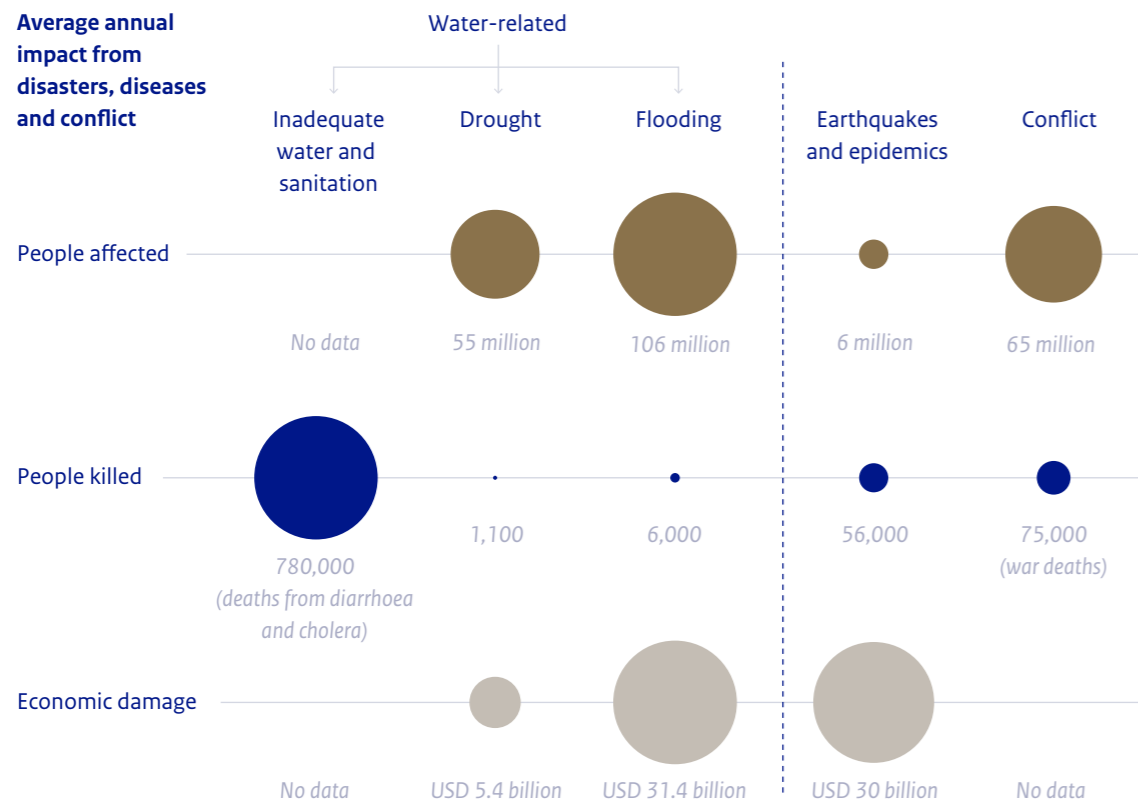 Average annual
impact from
disasters, diseases
and conflict
Water-related
Inadequate
water and
sanitation
Drought
Flooding
Earthquakes
and epidemics
Conflict
People affected
No data
55 million
106 million
6 million
65 million
People killed
780,000
(deaths from diarrhoea
and cholera)
1,100
6,000
56,000
75,000
(war deaths)
Economic damage
No data
USD 5.4 billion
USD 31.4 billion
USD 30 billion
No data